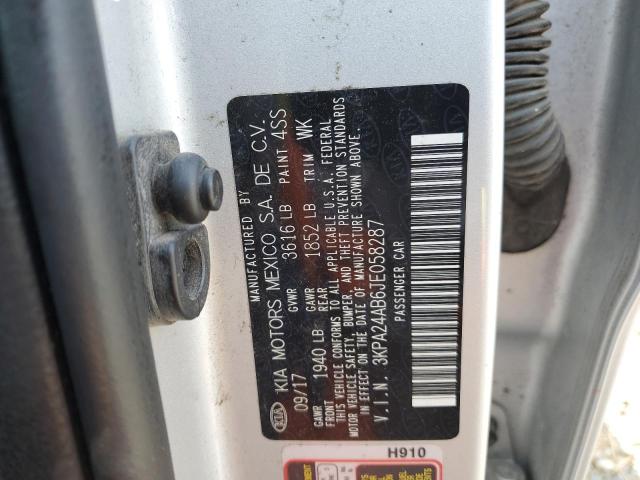 MANUFACTURED BY
KIA KIA MOTORS MEXICO S.A. DE C.V.
09/17 GVWR 3616 LB PAINT 4SS
GAWR FRONT 1940 LB GAWR REAR 1852 LB TRIM WK
THIS VEHICLE CONFORMS TO ALL APPLICABLE U.S.A. FEDERAL
MOTOR VEHICLE SAFETY, BUMPER, AND THEFT PREVENTION STANDARDS
IN EFFECT ON THE DATE OF MANUFACTURE SHOWN ABOVE.
V.I.N. 3KPA24AB6JE058287
PASSENGER CAR
H910